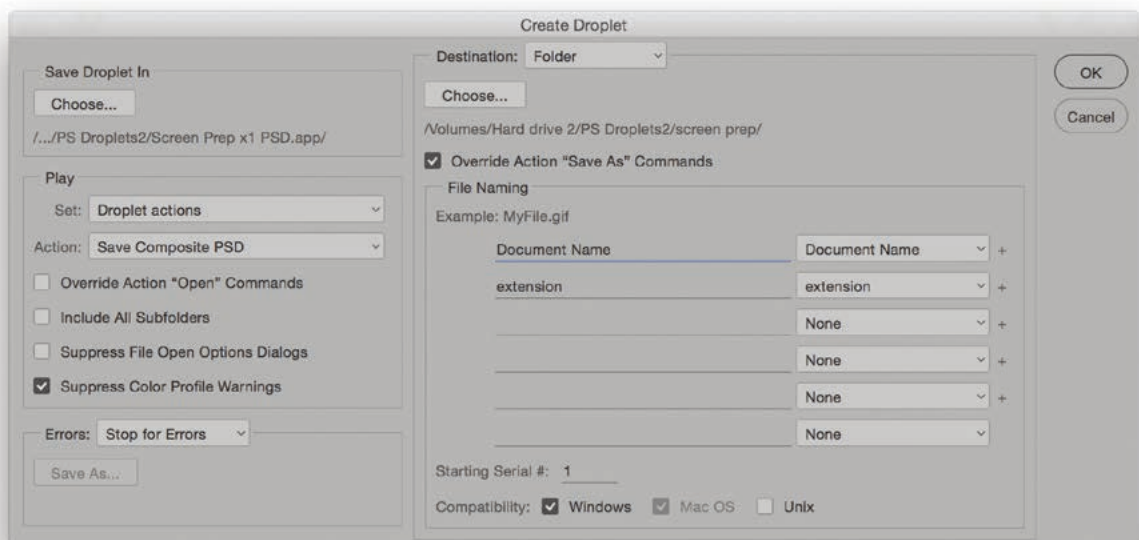 Create Droplet
Save Droplet In
Choose...
/.../PS Droplets2/Screen Prep x1 PSD.app/
Play
Set: Droplet actions
Action: Save Composite PSD
Override Action "Open" Commands
Include All Subfolders
Suppress File Open Options Dialogs
Suppress Color Profile Warnings
Errors: Stop for Errors
Save As...
Destination: Folder
Choose...
/Volumes/Hard drive 2/PS Droplets2/screen prep/
Override Action "Save As" Commands
File Naming
Example: MyFile.gif
Document Name Document Name +
extension extension +
None +
None +
None +
None
Starting Serial #: 1
Compatibility: Windows Mac OS Unix
OK
Cancel